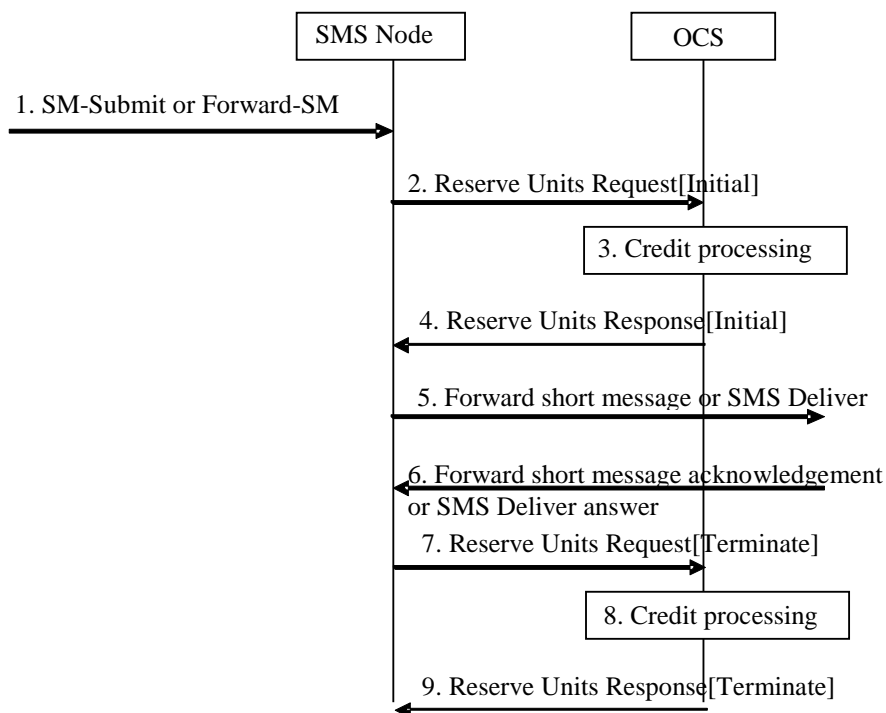 SMS Node
OCS
1. SM-Submit or Forward-SM
2. Reserve Units Request[Initial]
3. Credit processing
4. Reserve Units Response[Initial]
5. Forward short message or SMS Deliver
6. Forward short message acknowledgement
or SMS Deliver answer
7. Reserve Units Request[Terminate]
8. Credit processing
9. Reserve Units Response[Terminate]